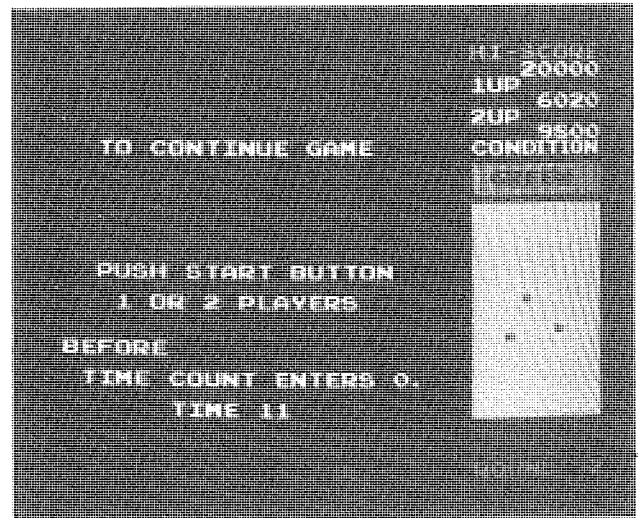 TO CONTINUE GAME
PUSH START BUTTON
1 OR 2 PLAYERS
BEFORE
TIME COUNT ENTERS 0.
TIME 11
HI-SCORE
20000
1UP
6020
2UP
9500
CONDITION